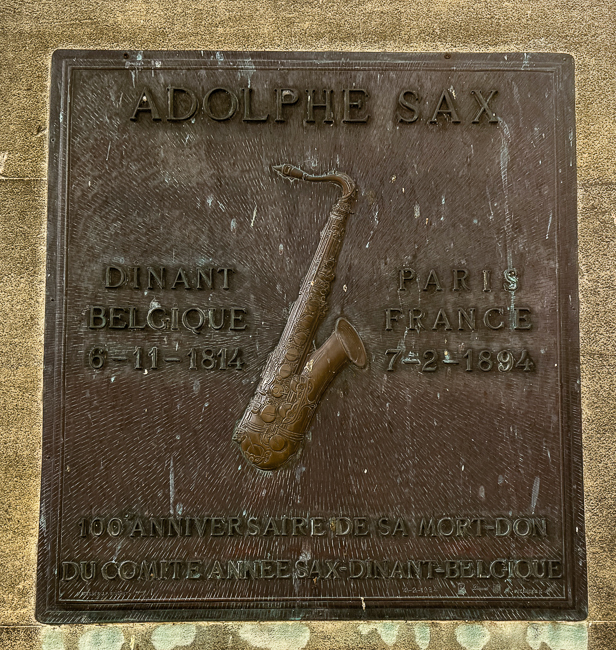 ADOLPHE SAX
DINANT
BELGIQUE
6-11-1814
PARIS
FRANCE
7-2-1894
100ᵉ ANNIVERSAIRE DE SA MORT-DON
DU COMITE ANNEE SAX-DINANT-BELGIQUE